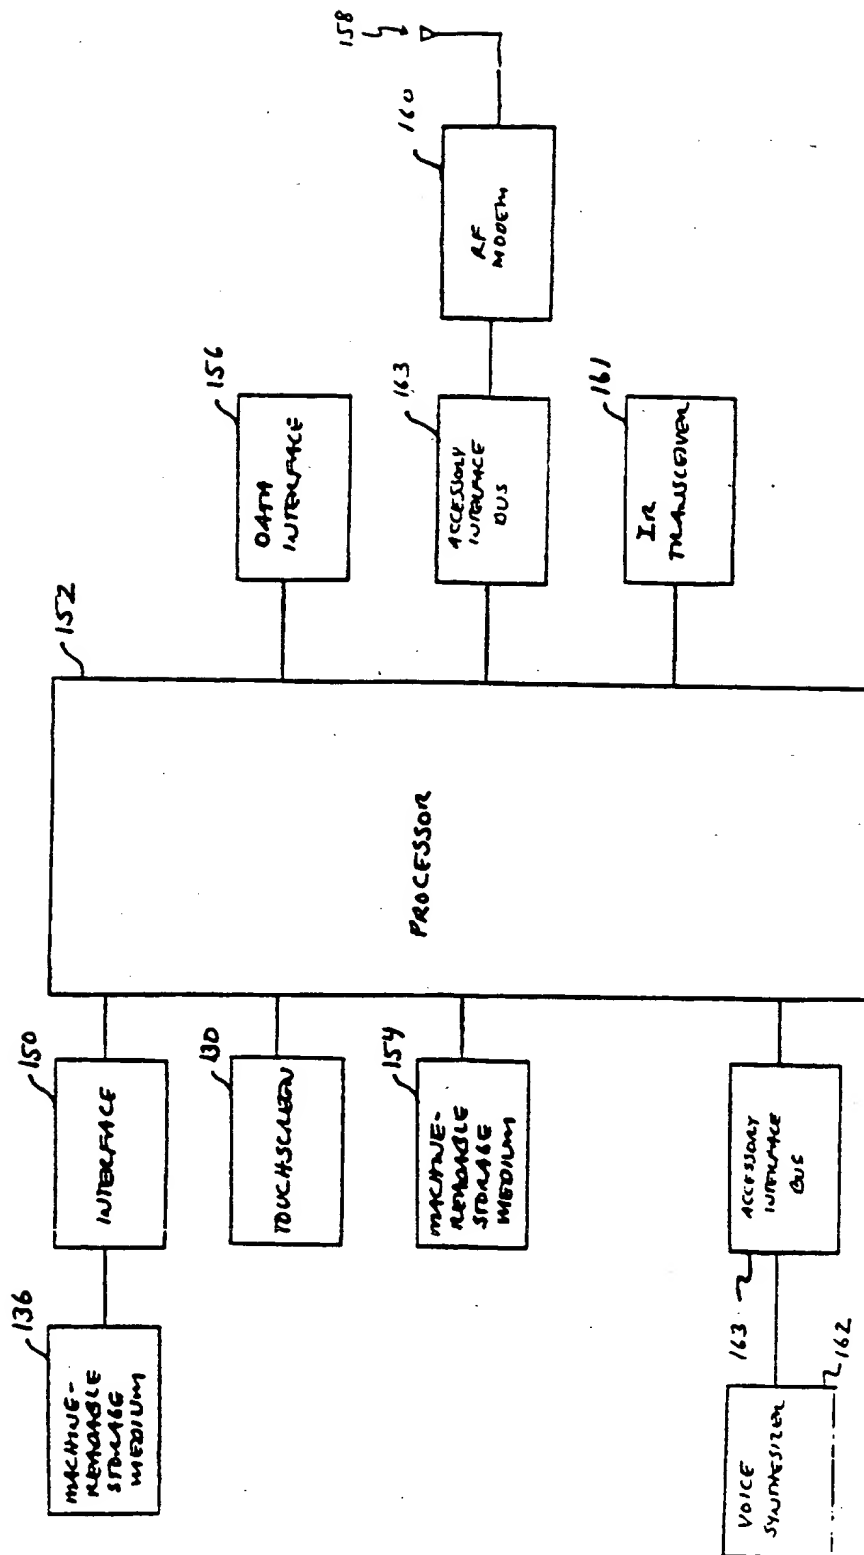 136
MACHINE-
READABLE
STORAGE
MEDIUM
150
INTERFACE
130
TOUCHSCREEN
154
MACHINE-
READABLE
STORAGE
MEDIUM
163
ACCESSORY
INTERFACE
BUS
162
VOICE
SYNTHESIZER
152
PROCESSOR
156
DATA
INTERFACE
163
ACCESSORY
INTERFACE
BUS
161
IR
TRANSCEIVER
160
RF
MODEM
158